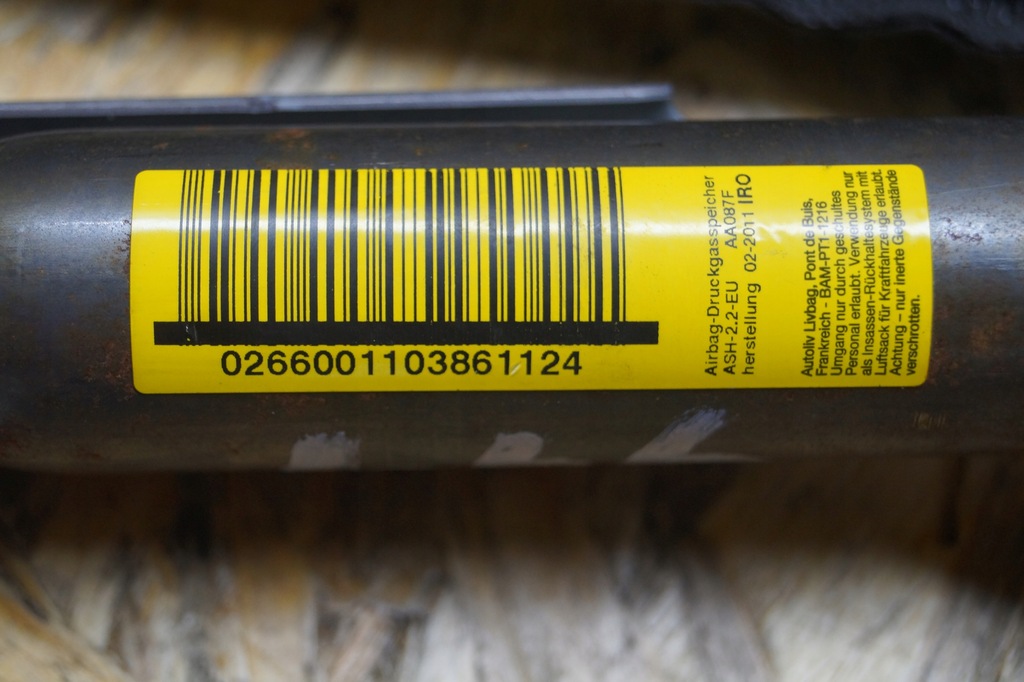 0266001103861124
Airbag-Druckgasspeicher
ASH-2.2-EU AA087F
herstellung 02-2011 IRO
Autoliv Livbag, Pont de Buis,
Frankreich - BAM-PT1-1216
Umgang nur durch geschultes
Personal erlaubt. Verwendung nur
als Insassen-Rückhaltesystem mit
Luftsack für Kraftfahrzeuge erlaubt.
Achtung – nur inerte Gegenstände
verschrotten.